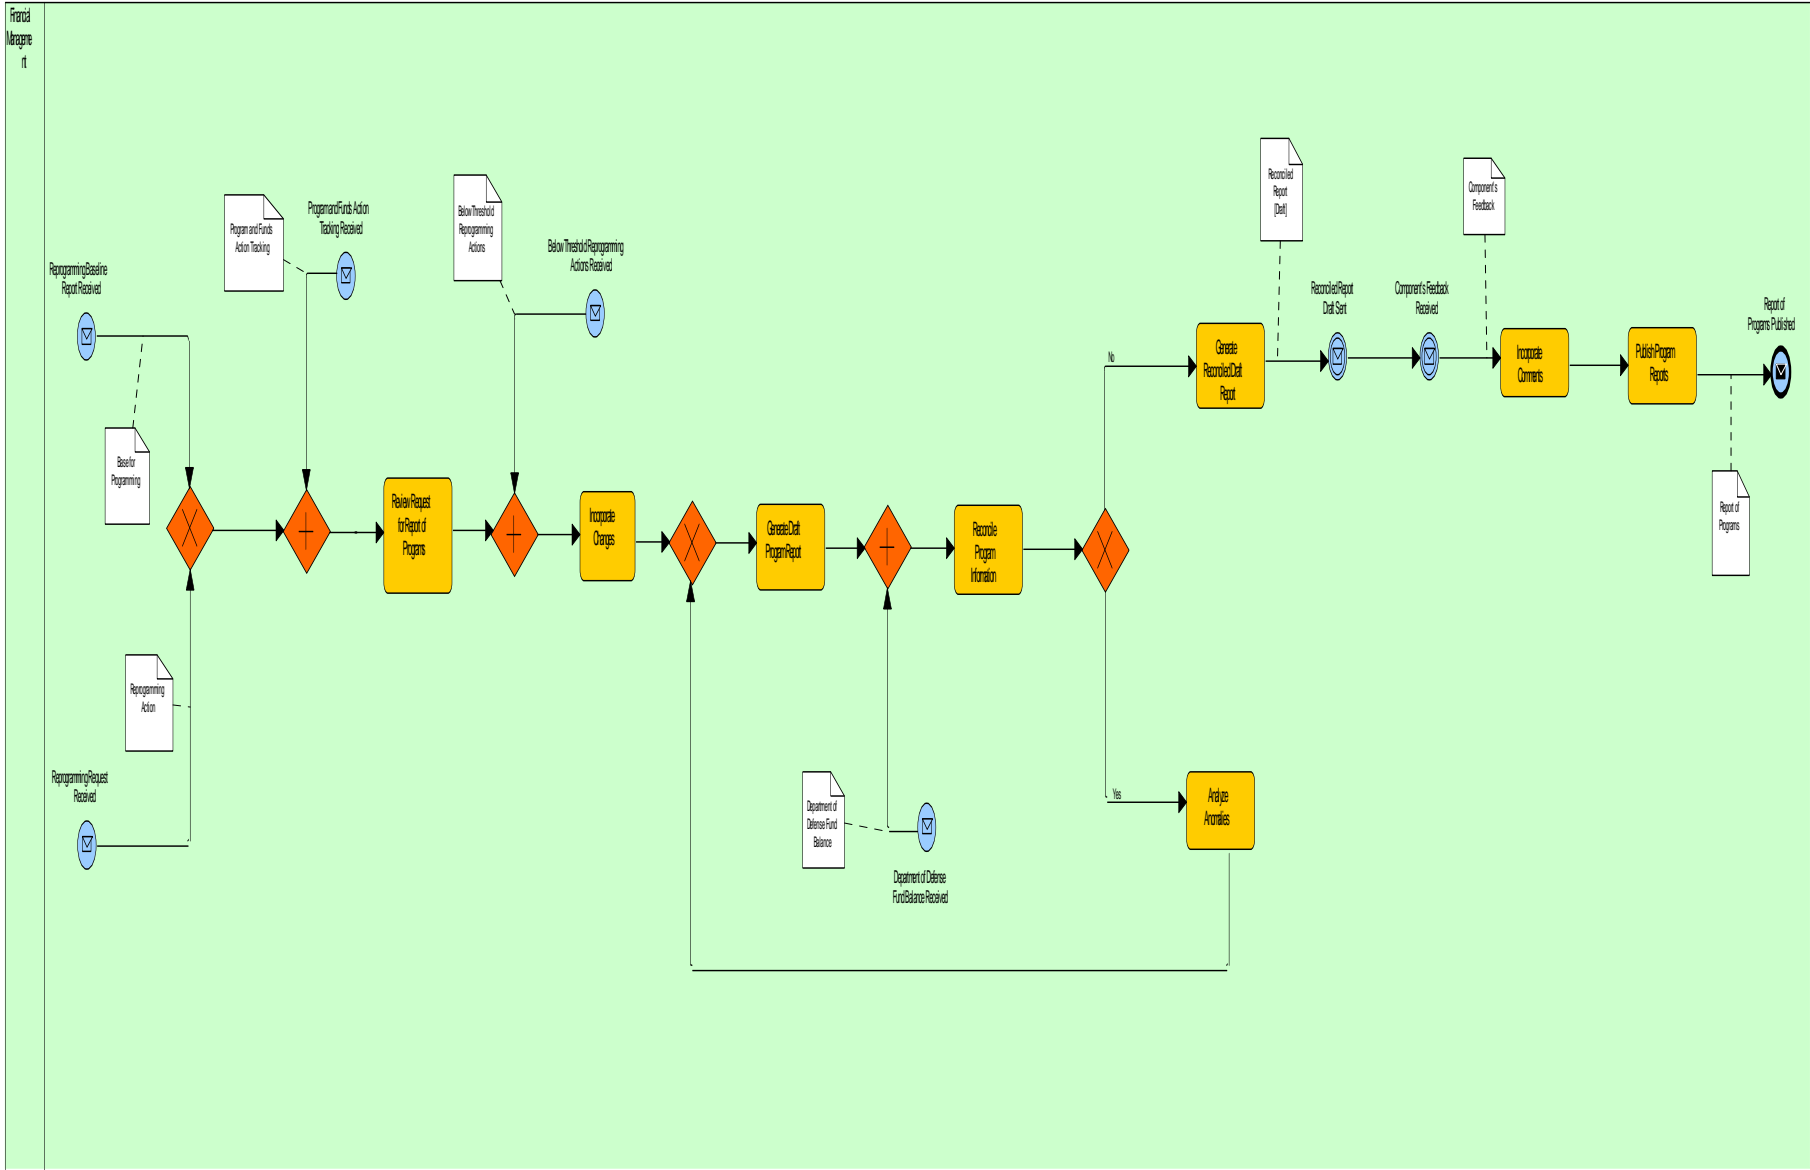 Financial
Manageme
nt
Reconciled
Report
[Draft]
Component's
Feedback
Program and Funds
Action Tracking
Program and Funds Action
Tracking Received
Below Threshold
Reprogramming
Actions
Below Threshold Reprogramming
Actions Received
Reprogramming Baseline
Report Received
Reconciled Report
Draft Sent
Component's Feedback
Received
Report of
Programs Published
No
Generate
Reconciled Draft
Report
Incorporate
Comments
Publish Program
Reports
Base for
Programming
Review Request
for Report of
Programs
Incorporate
Changes
Generate Draft
Program Report
Reconcile
Program
Information
Report of
Programs
Reprogramming
Action
Reprogramming Request
Received
Department of
Defense Fund
Balance
Department of Defense
Fund Balance Received
Yes
Analyze
Anomalies